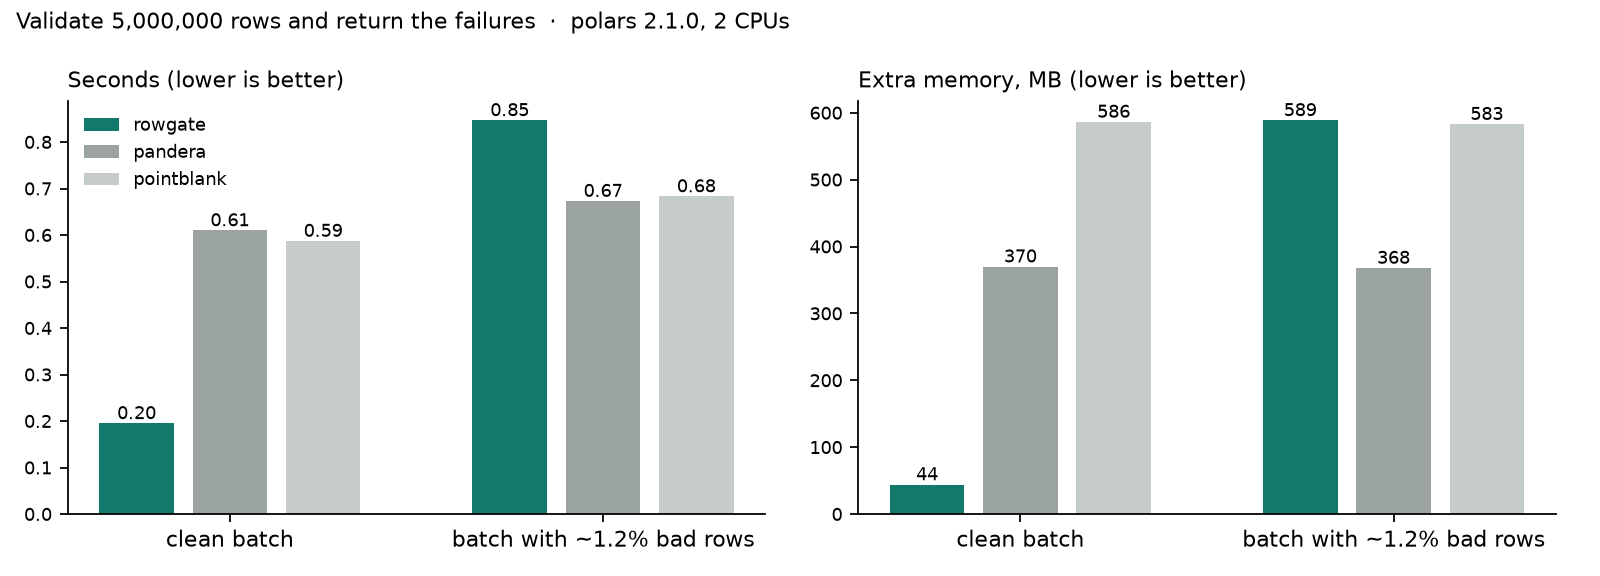 Validate 5,000,000 rows and return the failures · polars 2.1.0, 2 CPUs
Seconds (lower is better)
rowgate
pandera
pointblank
0.8
0.7
0.6
0.5
0.4
0.3
0.2
0.1
0.0
0.20
0.61
0.59
0.85
0.67
0.68
clean batch
batch with ~1.2% bad rows
Extra memory, MB (lower is better)
600
500
400
300
200
100
0
44
370
586
589
368
583
clean batch
batch with ~1.2% bad rows